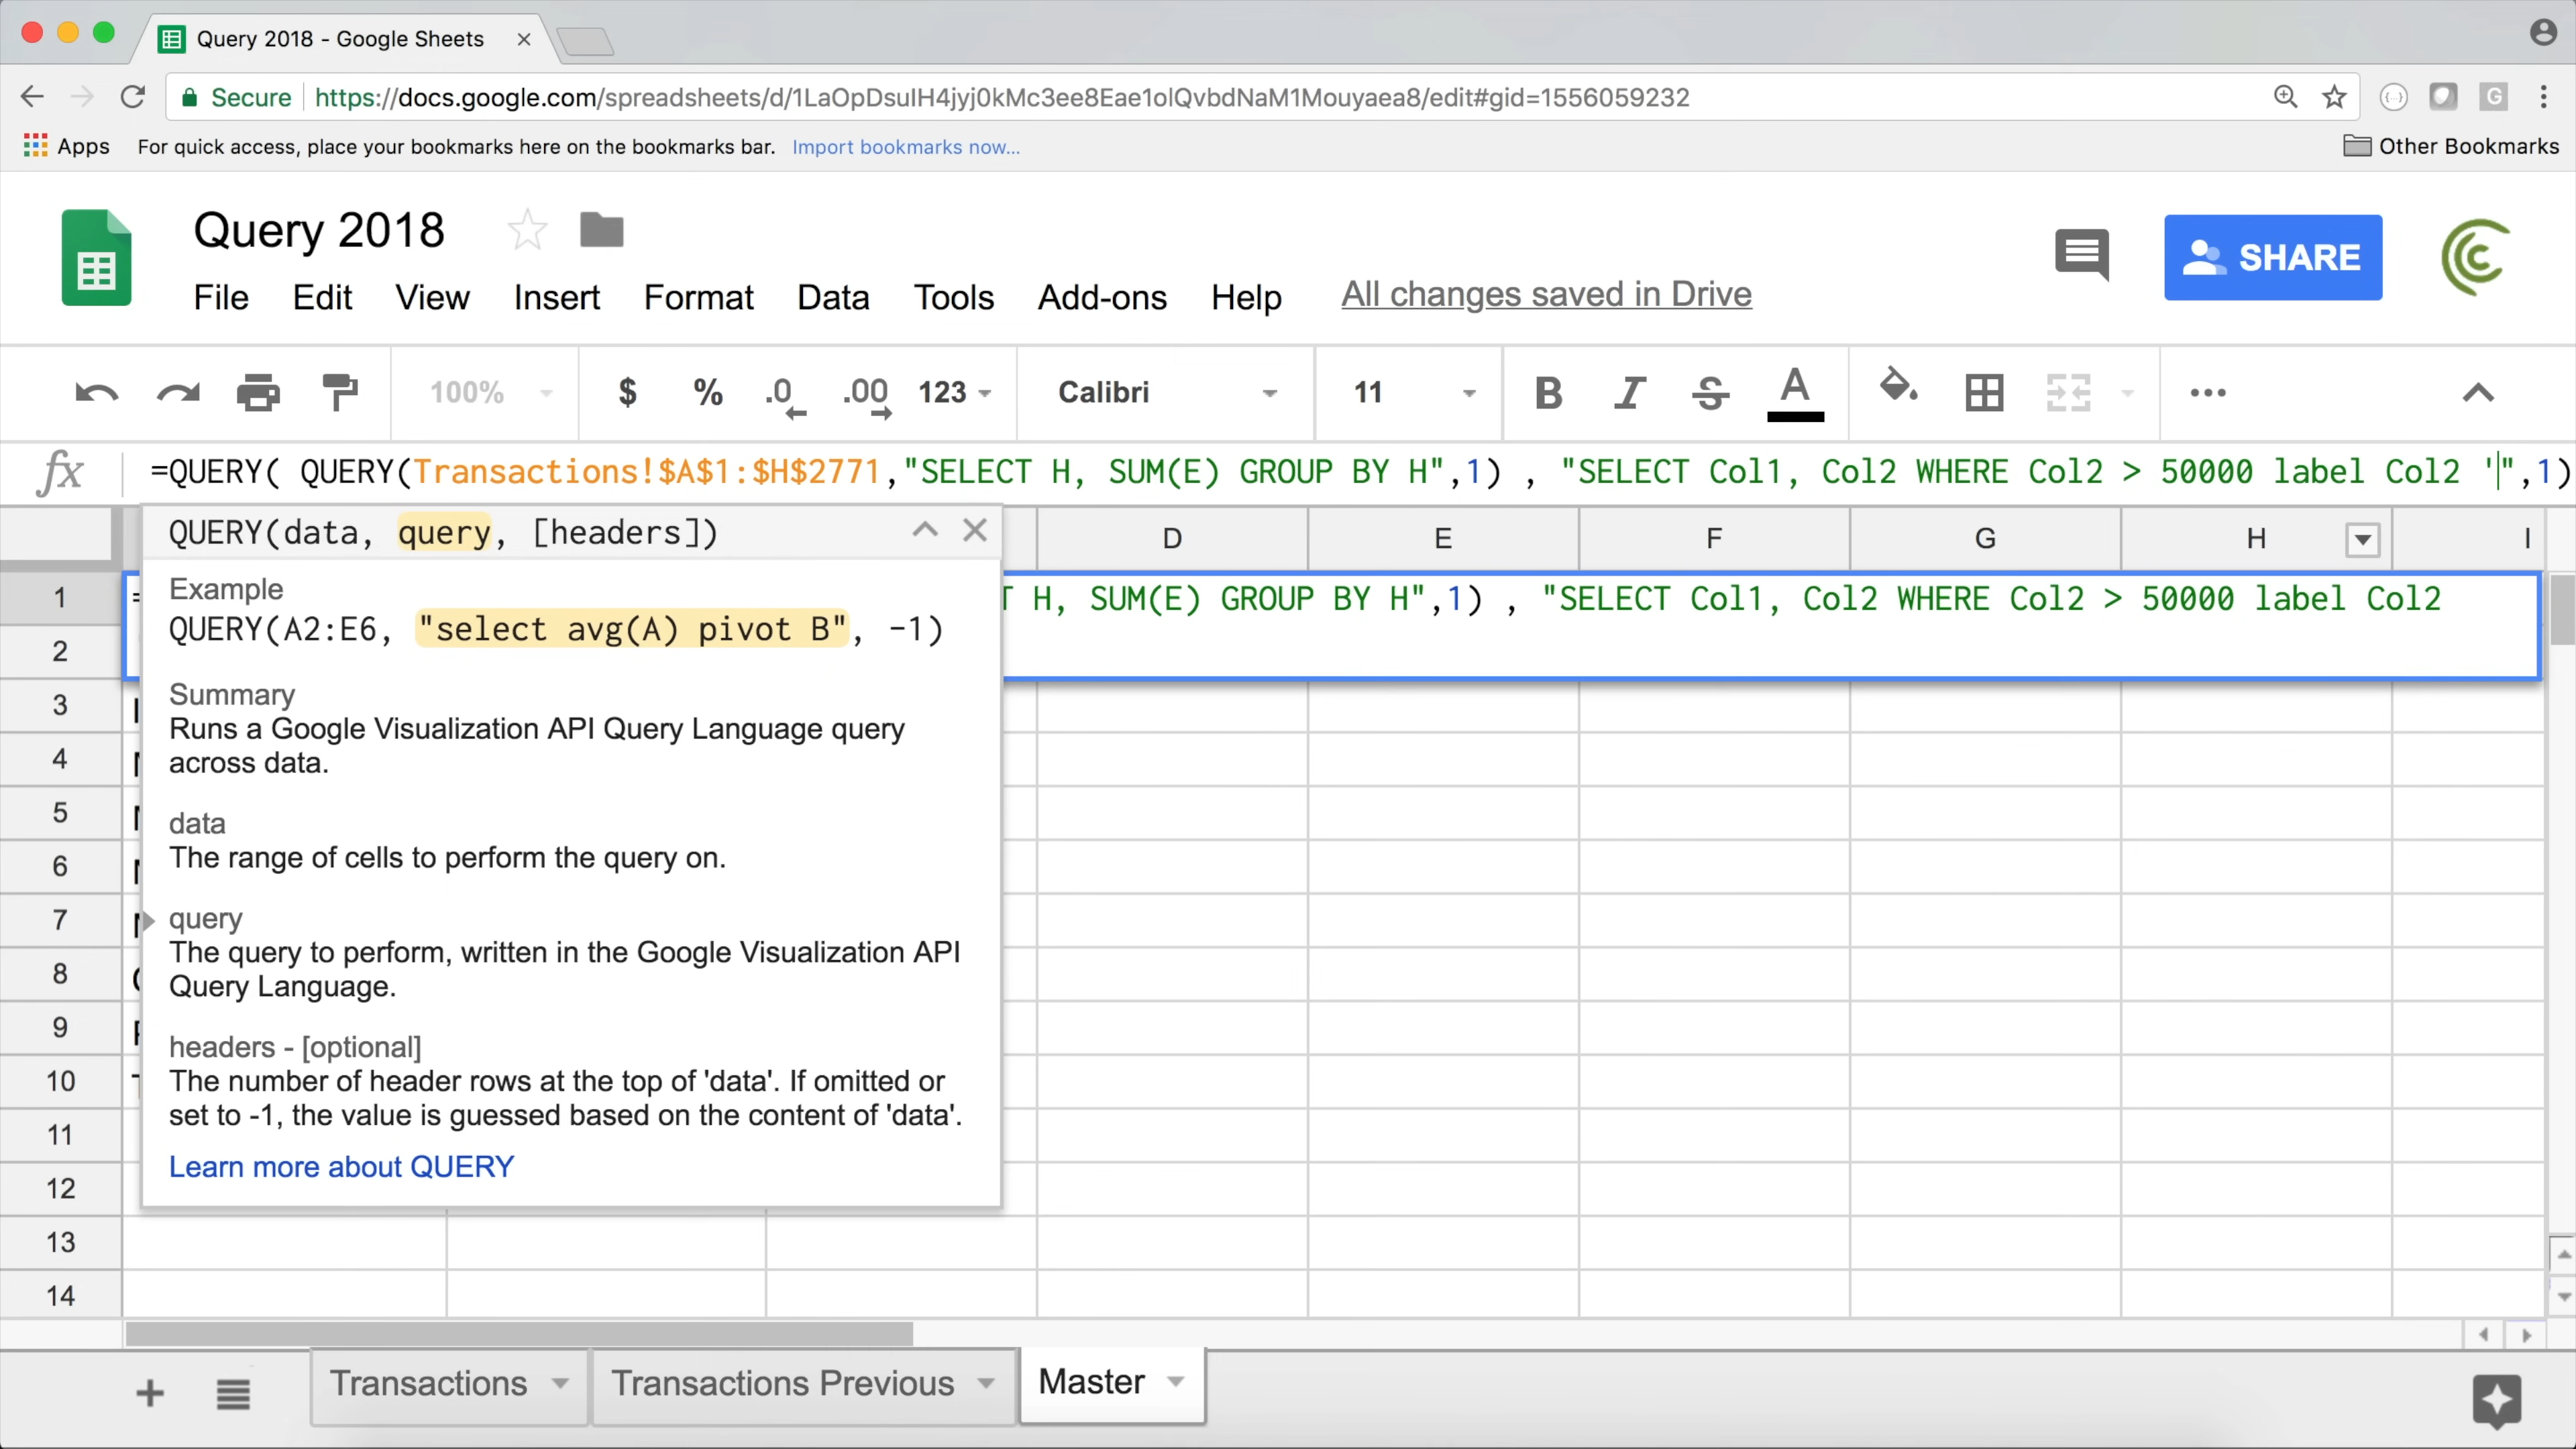 Query 2018 - Google Sheets
Secure https://docs.google.com/spreadsheets/d/1LaOpDsuIH4jyj0kMc3ee8Eae1olQvbdNaM1Mouyaea8/edit#gid=1556059232
Apps For quick access, place your bookmarks here on the bookmarks bar. Import bookmarks now... Other Bookmarks
Query 2018
File Edit View Insert Format Data Tools Add-ons Help All changes saved in Drive
SHARE
100% $ % .0 .00 123 Calibri 11 B I S A
fx =QUERY( QUERY(Transactions!$A$1:$H$2771,"SELECT H, SUM(E) GROUP BY H",1) , "SELECT Col1, Col2 WHERE Col2 > 50000 label Col2 '",1)
QUERY(data, query, [headers])
D E F G H I
1
H, SUM(E) GROUP BY H",1) , "SELECT Col1, Col2 WHERE Col2 > 50000 label Col2
Example
QUERY(A2:E6, "select avg(A) pivot B", -1)
2
Summary
3
Runs a Google Visualization API Query Language query
across data.
4
data
5
The range of cells to perform the query on.
6
query
7
The query to perform, written in the Google Visualization API
Query Language.
8
9
headers - [optional]
The number of header rows at the top of 'data'. If omitted or
set to -1, the value is guessed based on the content of 'data'.
10
11
Learn more about QUERY
12
13
14
Transactions Transactions Previous Master